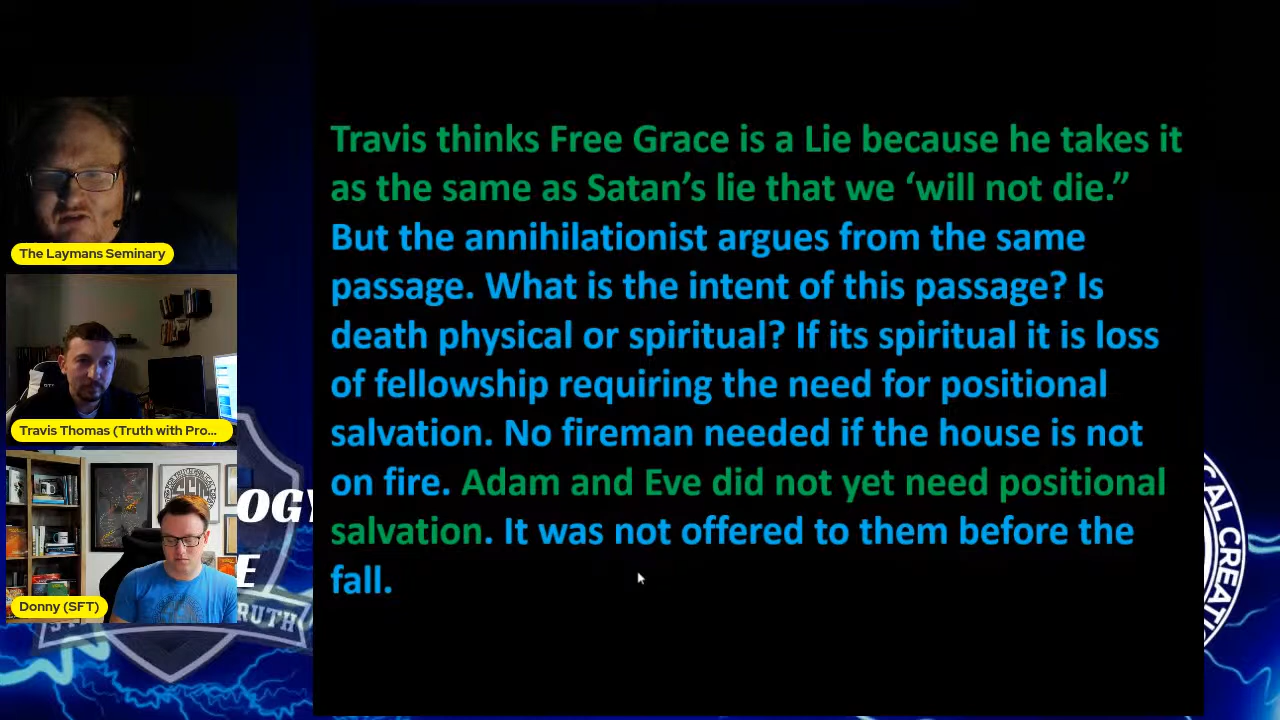 Travis thinks Free Grace is a Lie because he takes it
as the same as Satan’s lie that we ‘will not die.”
But the annihilationist argues from the same
passage. What is the intent of this passage? Is
death physical or spiritual? If its spiritual it is loss
of fellowship requiring the need for positional
salvation. No fireman needed if the house is not
on fire. Adam and Eve did not yet need positional
salvation. It was not offered to them before the
fall.
The Laymans Seminary
Travis Thomas (Truth with Pro...
Donny (SFT)
OGY
E
RUTH
CAL CREATI